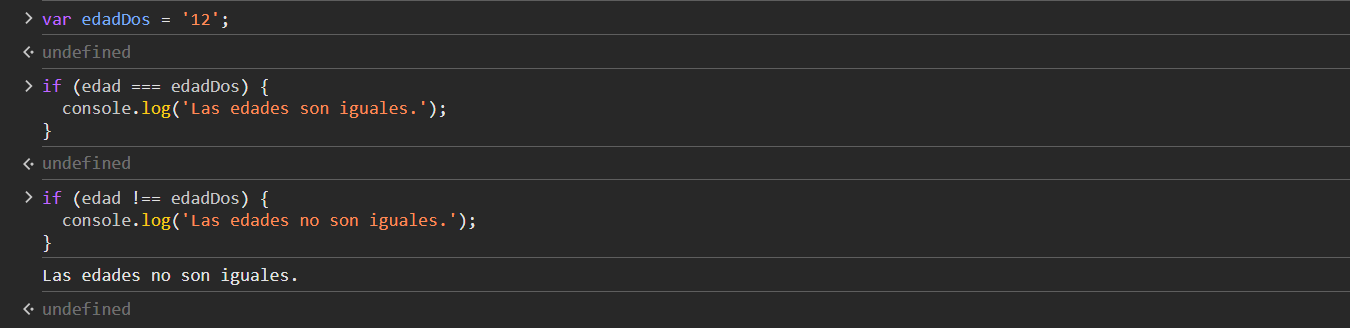 > var edadDos = '12';
undefined
> if (edad === edadDos) {
  console.log('Las edades son iguales.');
}
undefined
> if (edad !== edadDos) {
  console.log('Las edades no son iguales.');
}
Las edades no son iguales.
undefined